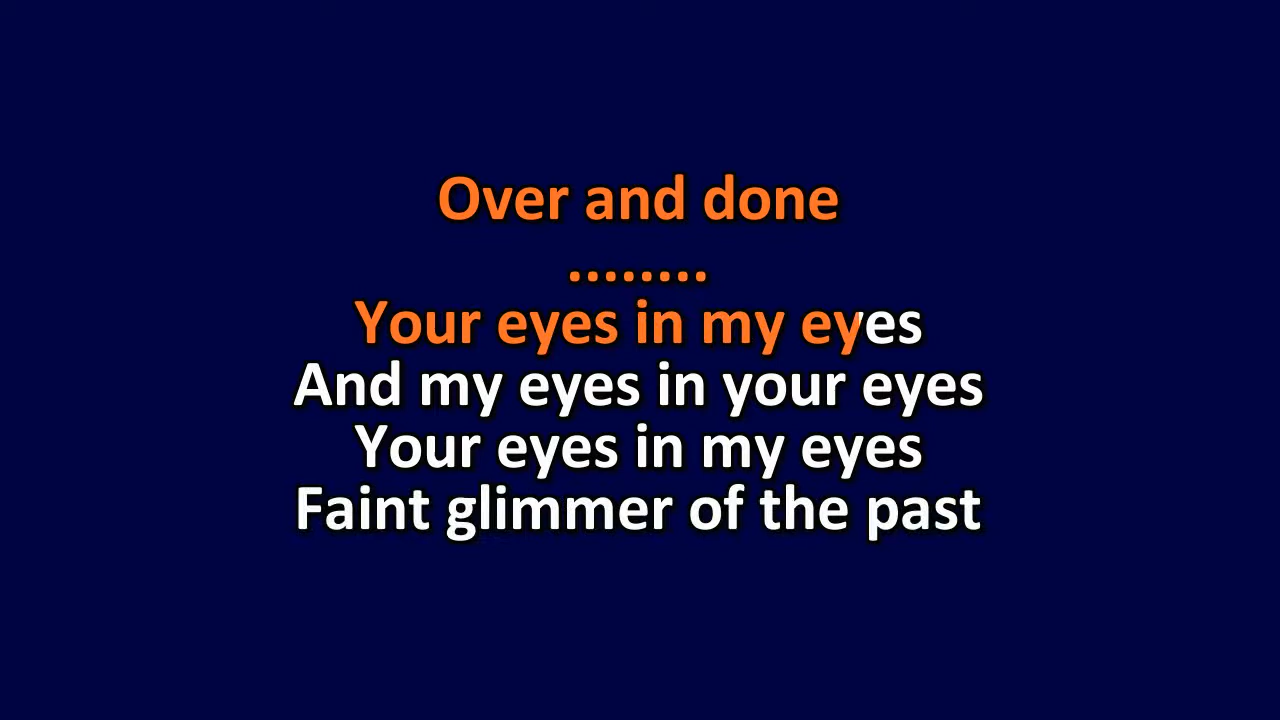 Over and done
........
Your eyes in my eyes
And my eyes in your eyes
Your eyes in my eyes
Faint glimmer of the past